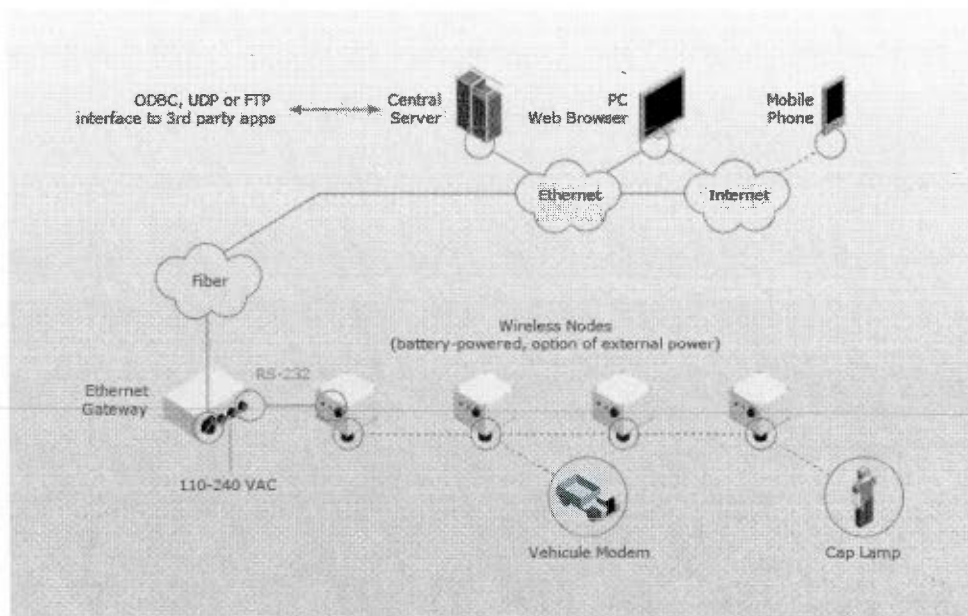 ODBC, UDP or FTP
interface to 3rd party apps
Central
Server
PC
Web Browser
Mobile
Phone
Ethernet
Internet
Fiber
Wireless Nodes
(battery-powered, option of external power)
RS-232
Ethernet
Gateway
110-240 VAC
Vehicule Modem
Cap Lamp